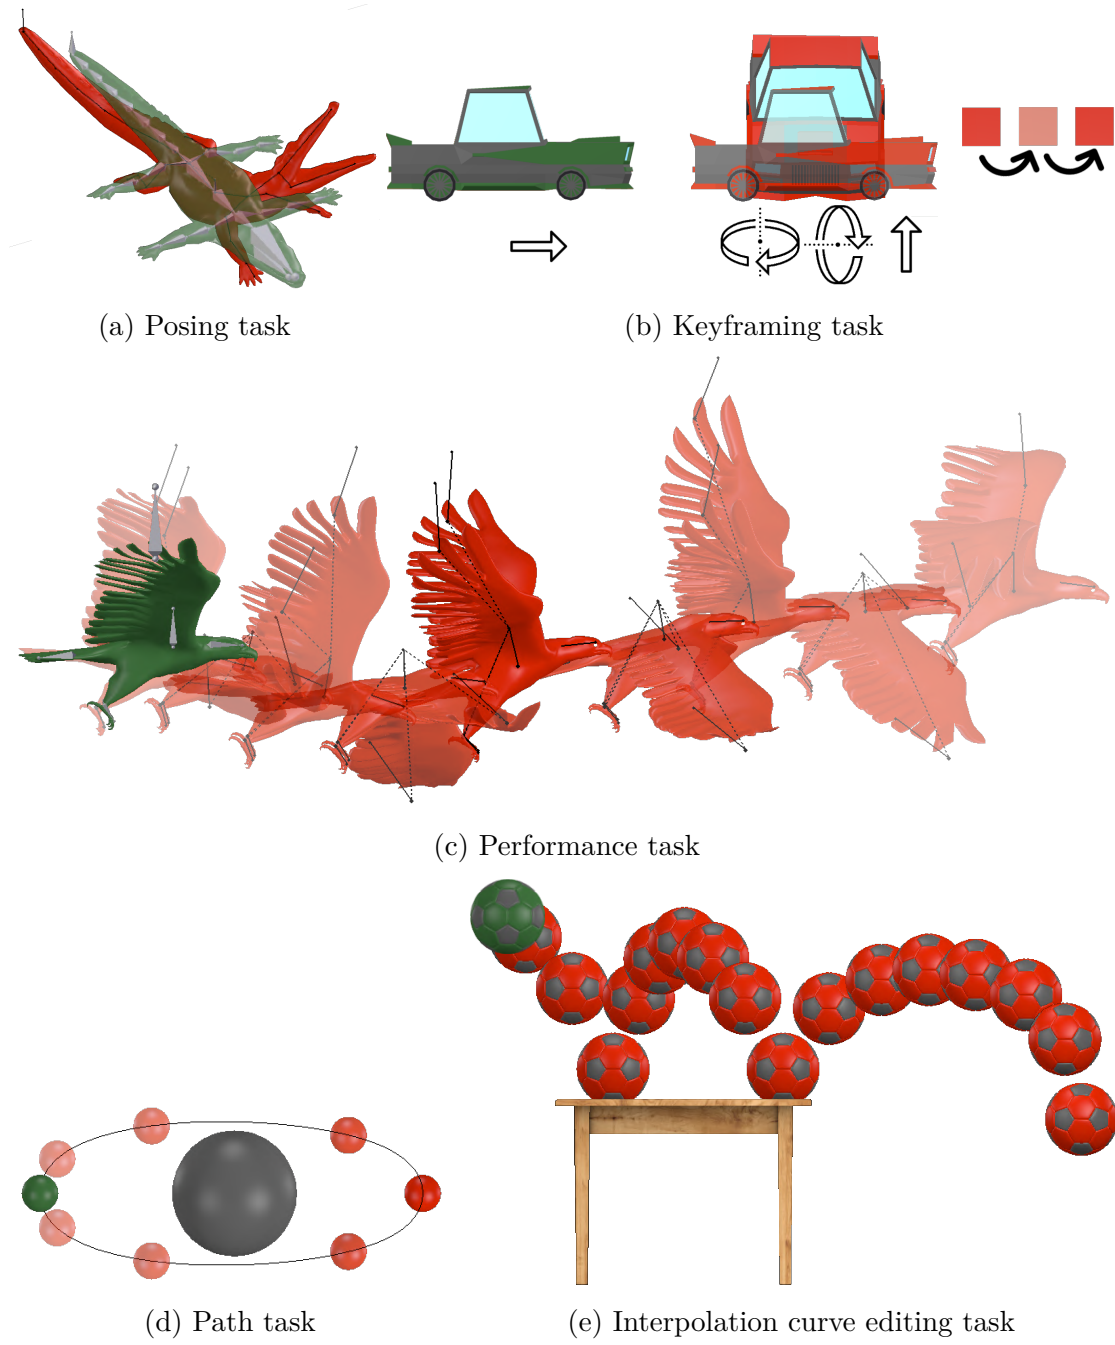 (a) Posing task
(b) Keyframing task
(c) Performance task
(d) Path task
(e) Interpolation curve editing task